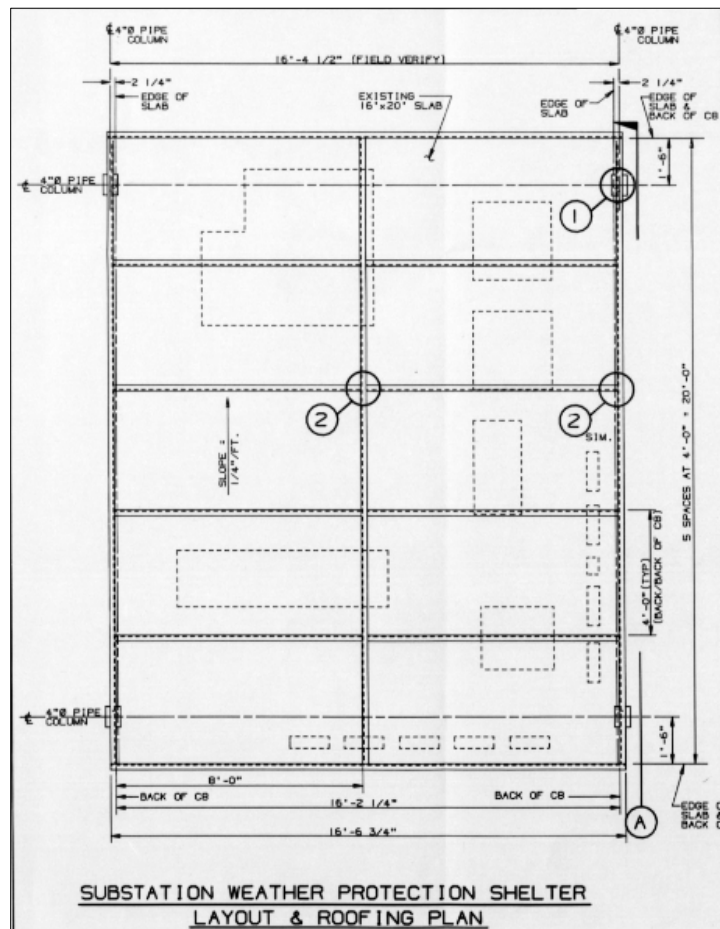 ℄ 4"Ø PIPE
COLUMN
℄ 4"Ø PIPE
COLUMN
16'-4 1/2" (FIELD VERIFY)
2 1/4"
2 1/4"
EDGE OF
SLAB
EXISTING
16'x20' SLAB
EDGE OF
SLAB
EDGE OF
SLAB &
BACK OF CB
℄
1'-6"
℄ 4"Ø PIPE
COLUMN
1
2
2
SIM.
SLOPE =
1/4"/FT.
5 SPACES AT 4'-0" = 20'-0"
4'-0" (TYP)
(BACK/BACK OF CB)
℄ 4"Ø PIPE
COLUMN
1'-6"
8'-0"
BACK OF CB
BACK OF CB
16'-2 1/4"
16'-6 3/4"
A
EDGE O
SLAB &
BACK O
SUBSTATION WEATHER PROTECTION SHELTER
LAYOUT & ROOFING PLAN